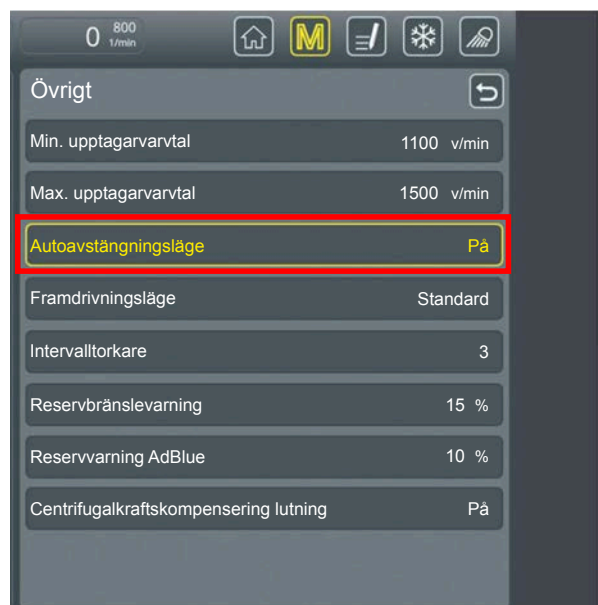 0 800
1/min
M
Övrigt
Min. upptagarvarvtal 1100 v/min
Max. upptagarvarvtal 1500 v/min
Autoavstängningsläge På
Framdrivningsläge Standard
Intervalltorkare 3
Reservbränslevarning 15 %
Reservvarning AdBlue 10 %
Centrifugalkraftskompensering lutning På